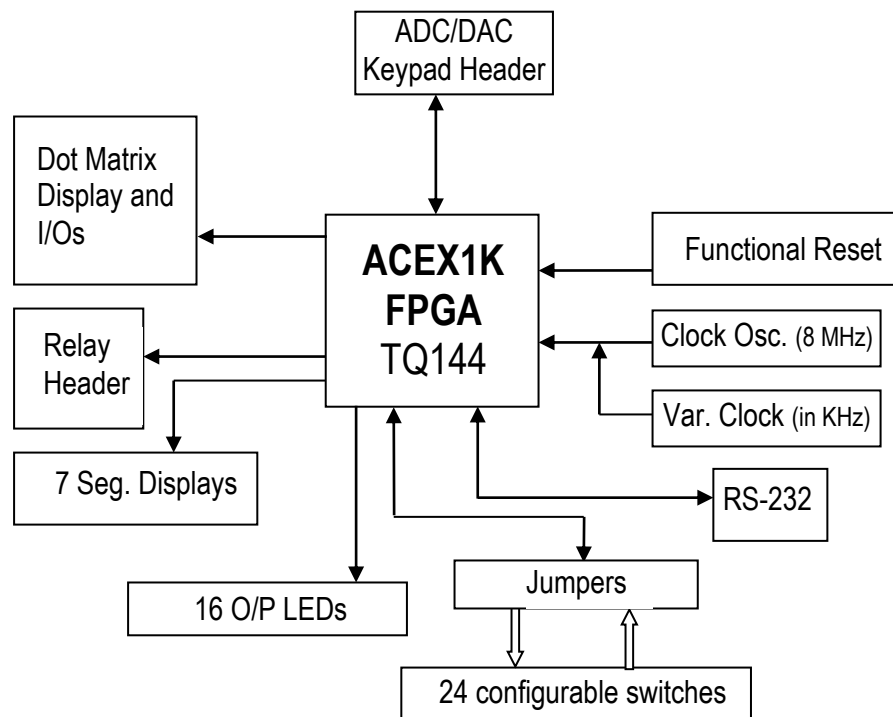 ADC/DAC
Keypad Header
Dot Matrix
Display and
I/Os
ACEX1K
FPGA
TQ144
Functional Reset
Relay
Header
Clock Osc. (8 MHz)
Var. Clock (in KHz)
7 Seg. Displays
RS-232
Jumpers
16 O/P LEDs
24 configurable switches